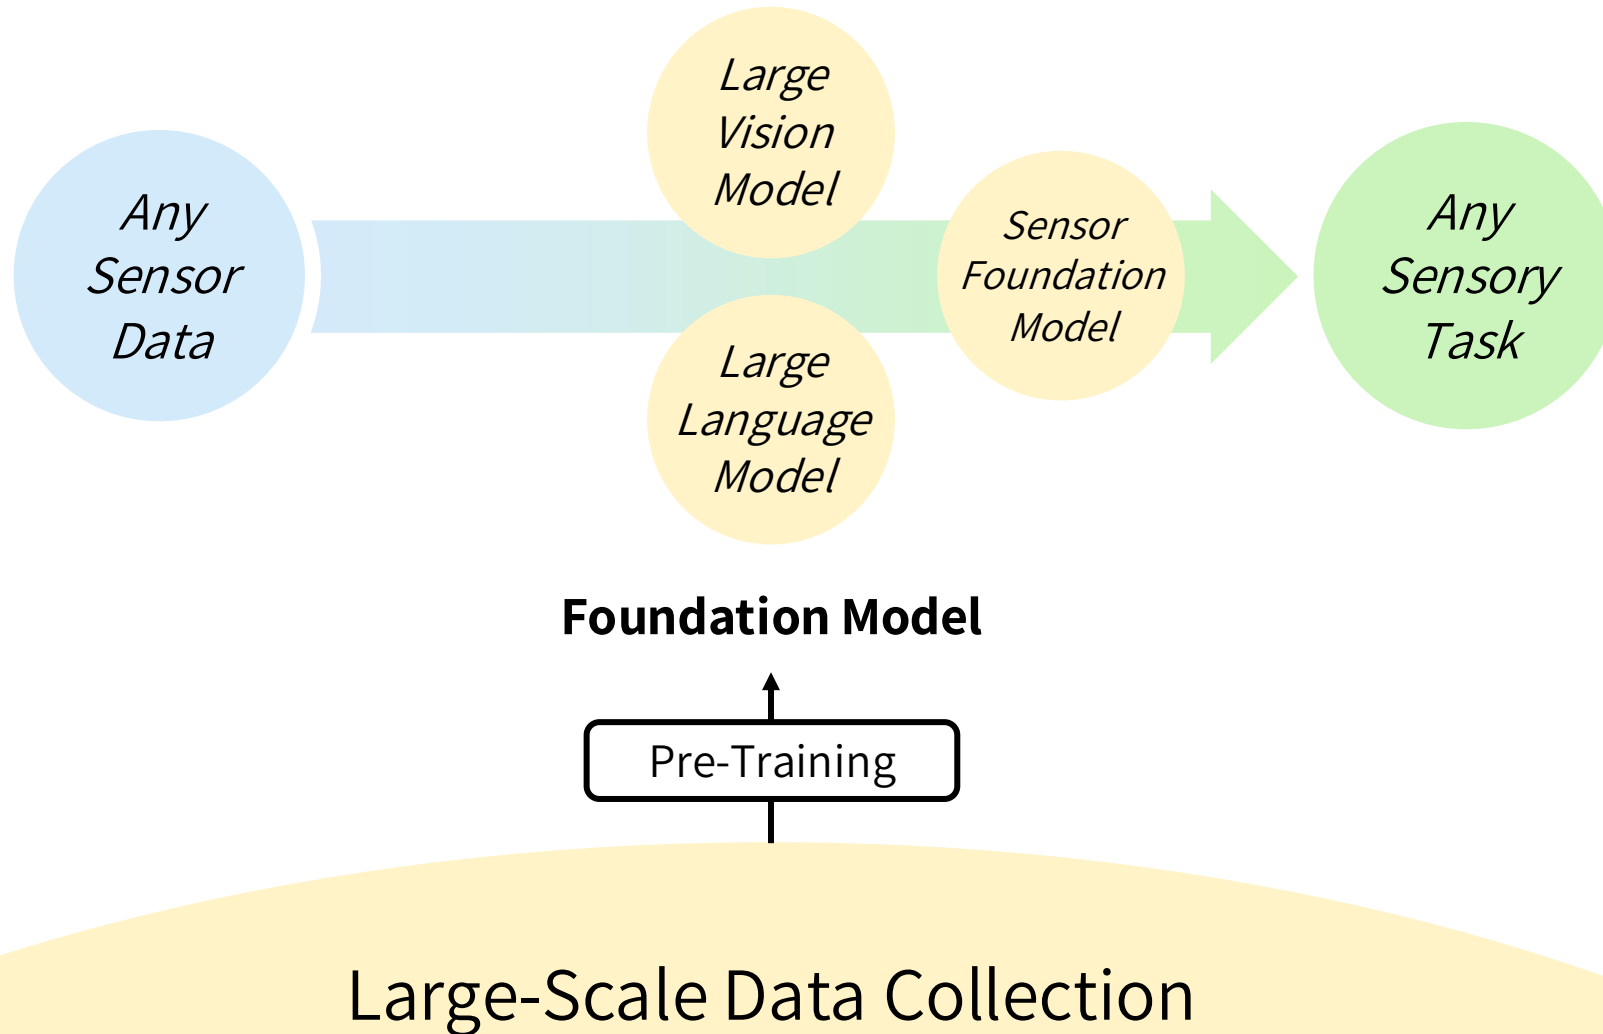 Large
Vision
Model
Any
Sensor
Data
Sensor
Foundation
Model
Any
Sensory
Task
Large
Language
Model
Foundation Model
Pre-Training
Large-Scale Data Collection